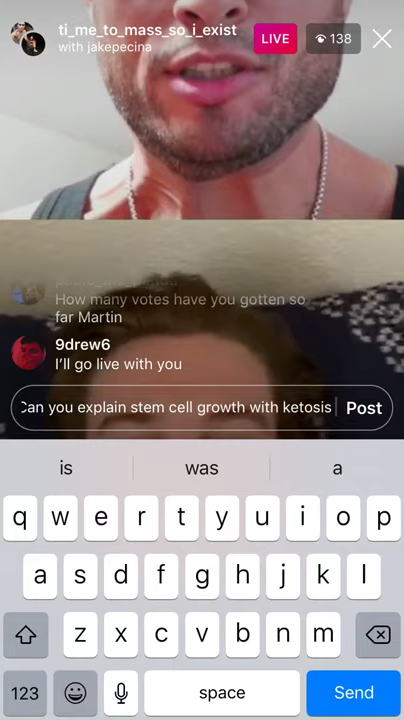 ti_me_to_mass_so_i_exist
with jakepecina
LIVE
138
How many votes have you gotten so
far Martin
9drew6
I'll go live with you
Can you explain stem cell growth with ketosis
Post
is was a
q w e r t y u i o p
a s d f g h j k l
z x c v b n m
123 space Send